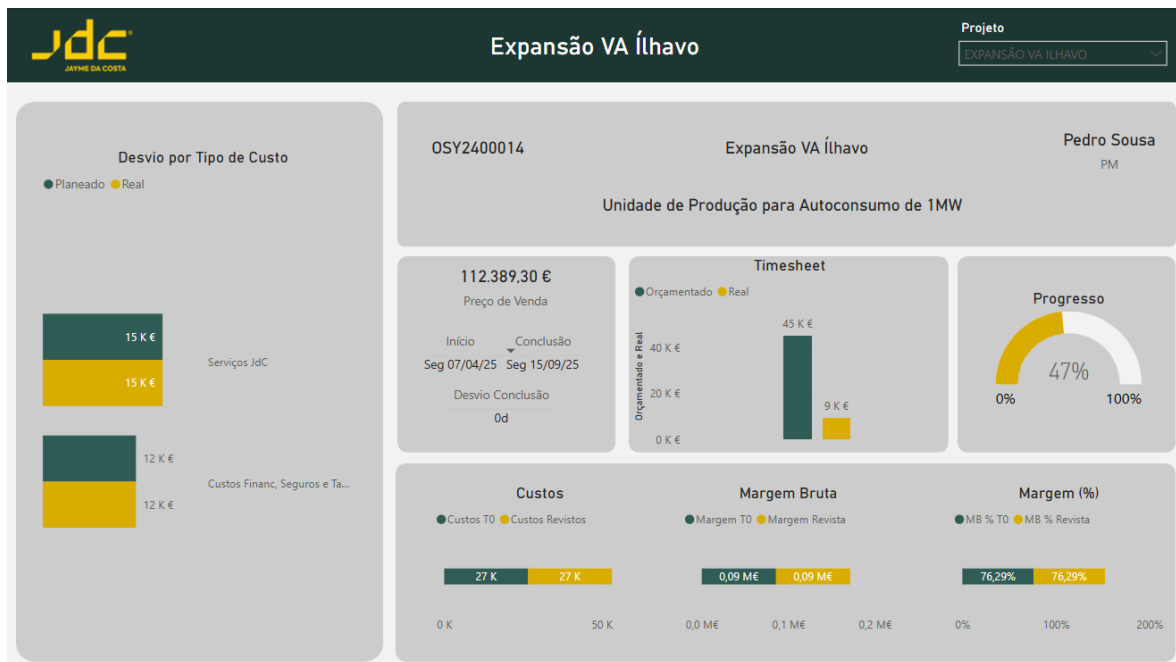 Jdc
JAYME DA COSTA
Expansão VA Ílhavo
Projeto
EXPANSÃO VA ILHAVO
Desvio por Tipo de Custo
Planeado Real
15 K €
15 K €
Serviços JdC
12 K €
12 K €
Custos Financ, Seguros e Ta...
OSY2400014
Expansão VA Ílhavo
Pedro Sousa
PM
Unidade de Produção para Autoconsumo de 1MW
112.389,30 €
Preço de Venda
Início Conclusão
Seg 07/04/25 Seg 15/09/25
Desvio Conclusão
0d
Timesheet
Orçamentado Real
Orçamentado e Real
45 K €
40 K €
20 K €
9 K €
0 K €
Progresso
47%
0% 100%
Custos
Custos T0 Custos Revistos
27 K 27 K
0 K 50 K
Margem Bruta
Margem T0 Margem Revista
0,09 M€ 0,09 M€
0,0 M€ 0,1 M€ 0,2 M€
Margem (%)
MB % T0 MB % Revista
76,29% 76,29%
0% 100% 200%